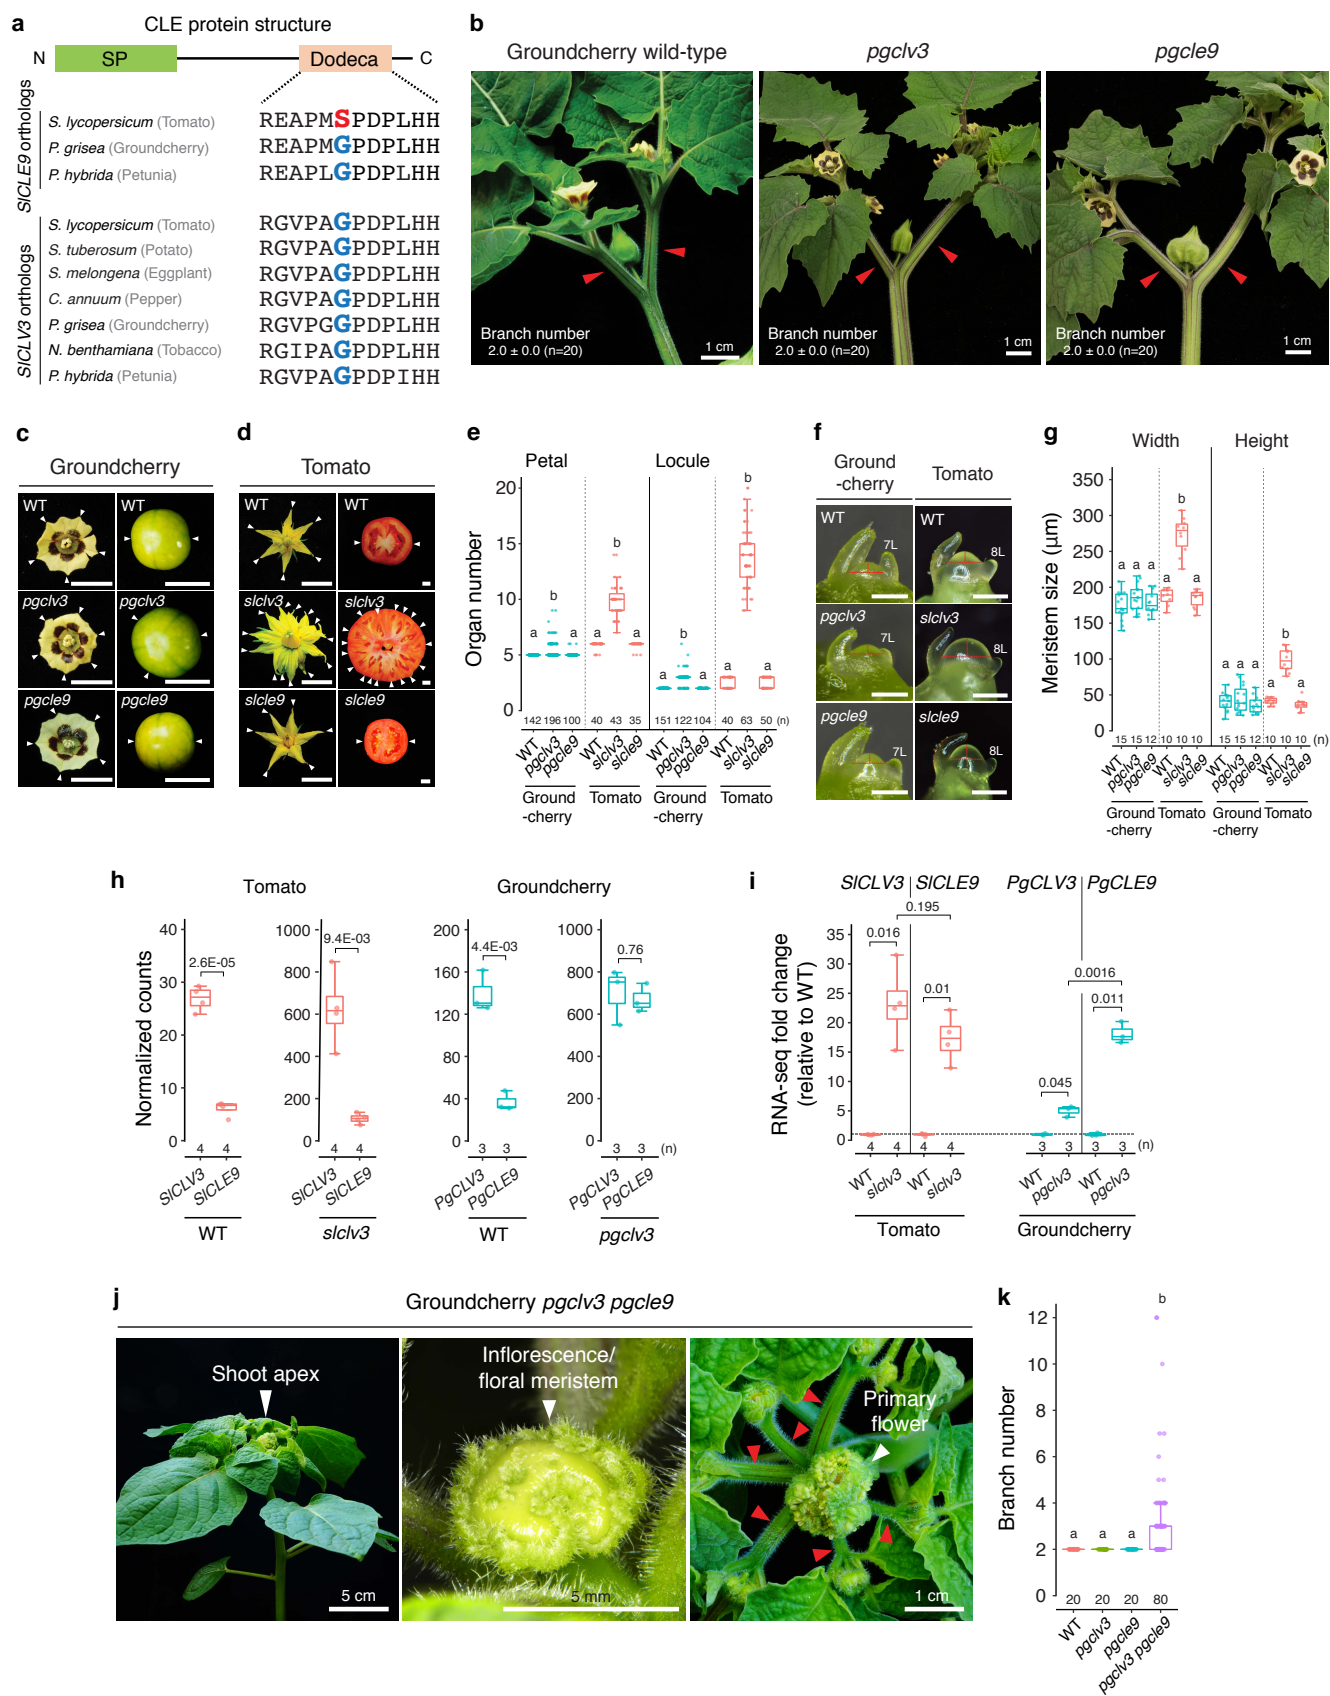 a
CLE protein structure
N
SP
Dodeca
C
SlCLE9 orthologs
S. lycopersicum (Tomato) REAPMSPDPLHH
P. grisea (Groundcherry) REAPMGPDPLHH
P. hybrida (Petunia) REAPLGPDPLHH
SlCLV3 orthologs
S. lycopersicum (Tomato) RGVPAGPDPLHH
S. tuberosum (Potato) RGVPAGPDPLHH
S. melongena (Eggplant) RGVPAGPDPLHH
C. annuum (Pepper) RGVPAGPDPLHH
P. grisea (Groundcherry) RGVPGGPDPLHH
N. benthamiana (Tobacco) RGIPAGPDPLHH
P. hybrida (Petunia) RGVPAGPDPIHH
b
Groundcherry wild-type
pgclv3
pgcle9
Branch number
2.0 ± 0.0 (n=20)
1 cm
Branch number
2.0 ± 0.0 (n=20)
1 cm
Branch number
2.0 ± 0.0 (n=20)
1 cm
c
Groundcherry
WT
WT
pgclv3
pgclv3
pgcle9
pgcle9
d
Tomato
WT
WT
slclv3
slclv3
slcle9
slcle9
e
Petal
Locule
Organ number
20
15
10
5
0
a b a a b a a b a a b a
142 196 100 40 43 35 151 122 104 40 63 50 (n)
WT pgclv3 pgcle9 WT slclv3 slcle9 WT pgclv3 pgcle9 WT slclv3 slcle9
Ground
-cherry
Tomato
Ground
-cherry
Tomato
f
Ground
-cherry
Tomato
WT
7L
WT
8L
pgclv3
7L
slclv3
8L
pgcle9
7L
slcle9
8L
g
Width
Height
Meristem size (µm)
350
300
250
200
150
100
50
0
a a a a b a a a a a b a
15 15 12 10 10 10 15 15 12 10 10 10 (n)
WT pgclv3 pgcle9 WT slclv3 slcle9 WT pgclv3 pgcle9 WT slclv3 slcle9
Ground
-cherry
Tomato
Ground
-cherry
Tomato
h
Tomato
Groundcherry
Normalized counts
40
30
20
10
0
2.6E-05
4 4
SlCLV3 SlCLE9
WT
1000
800
600
400
200
0
9.4E-03
4 4
SlCLV3 SlCLE9
slclv3
200
160
120
80
40
0
4.4E-03
3 3
PgCLV3 PgCLE9
WT
1000
800
600
400
200
0
0.76
3 3 (n)
PgCLV3 PgCLE9
pgclv3
i
SlCLV3 SlCLE9 PgCLV3 PgCLE9
RNA-seq fold change
(relative to WT)
35
30
25
20
15
10
5
0
0.195
0.016
0.01
0.0016
0.011
0.045
4 4 4 4 3 3 3 3 (n)
WT slclv3 WT slclv3 WT pgclv3 WT pgclv3
Tomato
Groundcherry
j
Groundcherry pgclv3 pgcle9
Shoot apex
5 cm
Inflorescence/
floral meristem
5 mm
Primary
flower
1 cm
k
Branch number
12
10
8
6
4
2
0
a a a b
20 20 20 80
WT pgclv3 pgcle9 pgclv3 pgcle9